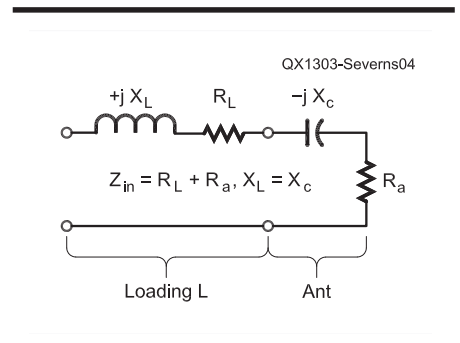 QX1303-Severns04
+j X_L R_L –j X_c
Z_in = R_L + R_a, X_L = X_c R_a
Loading L Ant